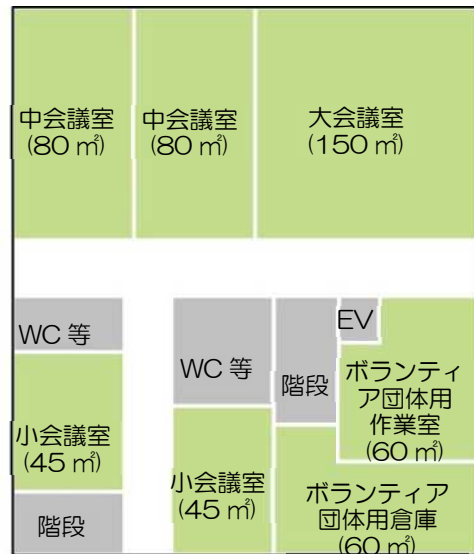 中会議室
(80 ㎡)
中会議室
(80 ㎡)
大会議室
(150 ㎡)
WC 等
小会議室
(45 ㎡)
階段
WC 等
小会議室
(45 ㎡)
階段
EV
ボランティ
ア団体用
作業室
(60 ㎡)
ボランティア
団体用倉庫
(60 ㎡)